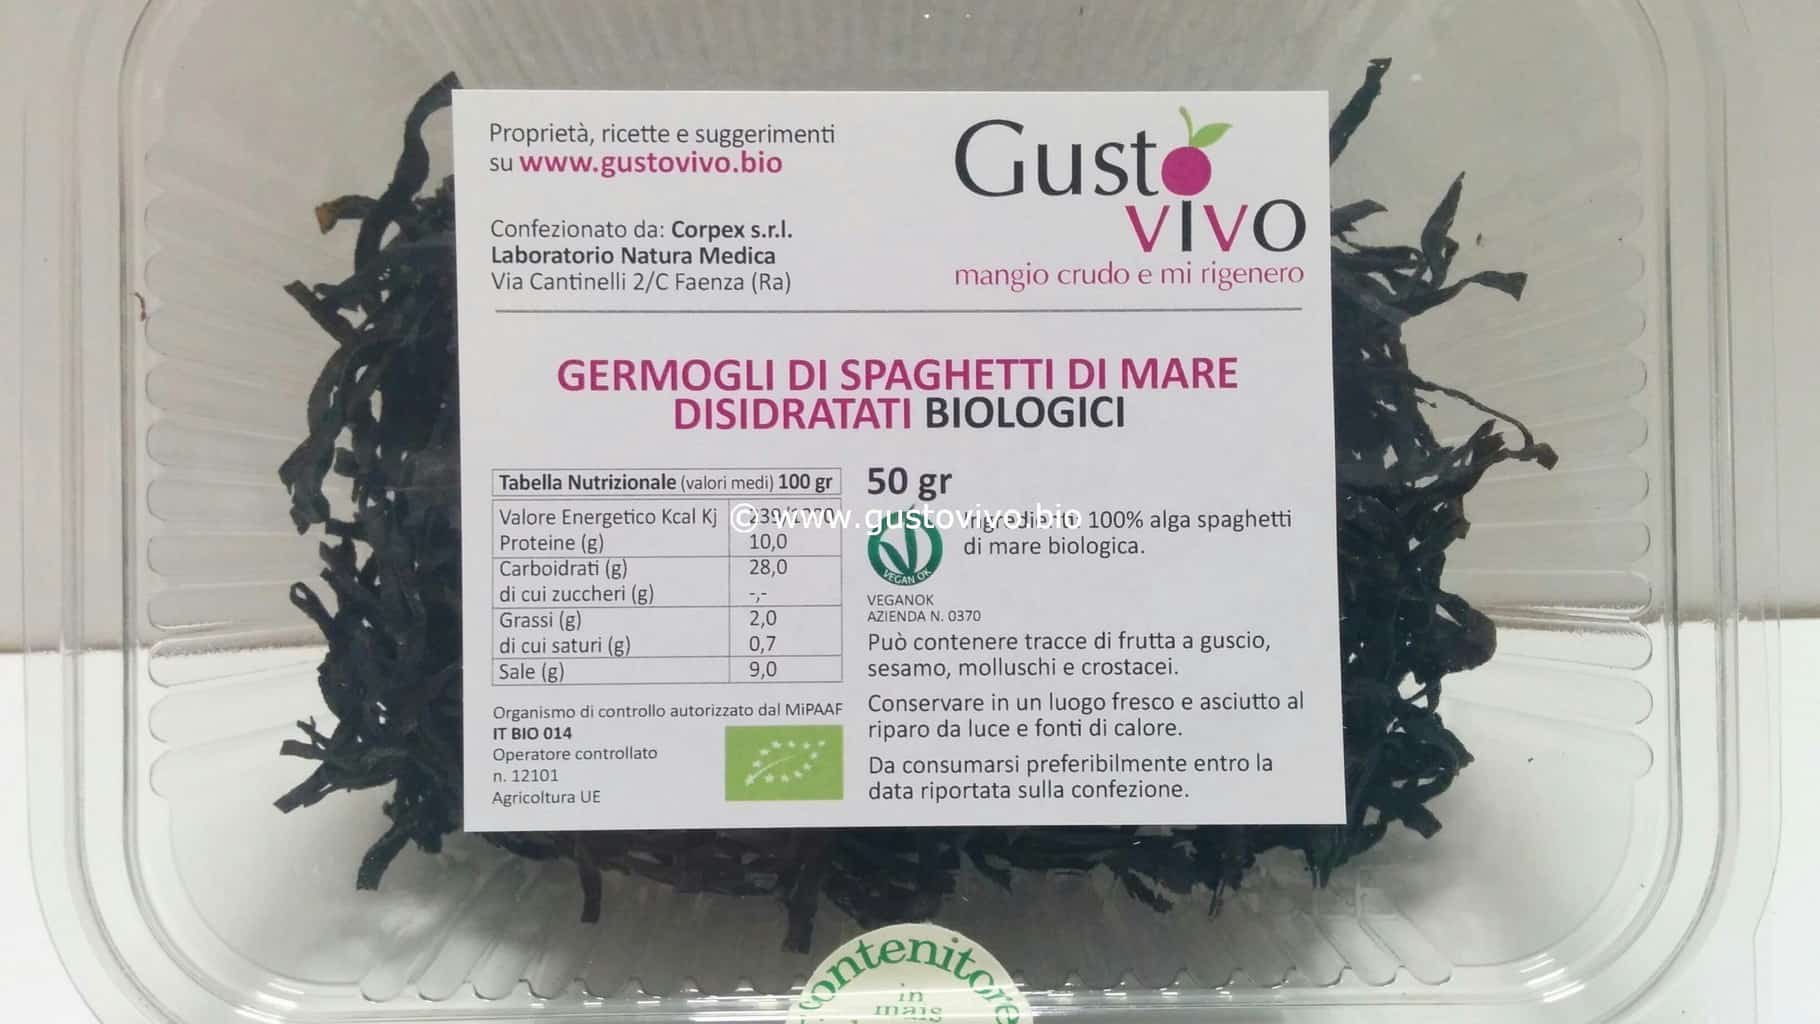 Proprietà, ricette e suggerimenti
su www.gustovivo.bio
Confezionato da: Corpex s.r.l.
Laboratorio Natura Medica
Via Cantinelli 2/C Faenza (Ra)
Gusto
vivo
mangio crudo e mi rigenero
GERMOGLI DI SPAGHETTI DI MARE
DISIDRATATI BIOLOGICI
Tabella Nutrizionale (valori medi) 100 gr
Valore Energetico Kcal Kj
Proteine (g) 10,0
Carboidrati (g) 28,0
di cui zuccheri (g) -,-
Grassi (g) 2,0
di cui saturi (g) 0,7
Sale (g) 9,0
© www.gustovivo.bio
50 gr
Ingredienti: 100% alga spaghetti
di mare biologica.
VEGAN OK
VEGANOK
AZIENDA N. 0370
Può contenere tracce di frutta a guscio,
sesamo, molluschi e crostacei.
Conservare in un luogo fresco e asciutto al
riparo da luce e fonti di calore.
Da consumarsi preferibilmente entro la
data riportata sulla confezione.
Organismo di controllo autorizzato dal MiPAAF
IT BIO 014
Operatore controllato
n. 12101
Agricoltura UE
contenitore
in
mais